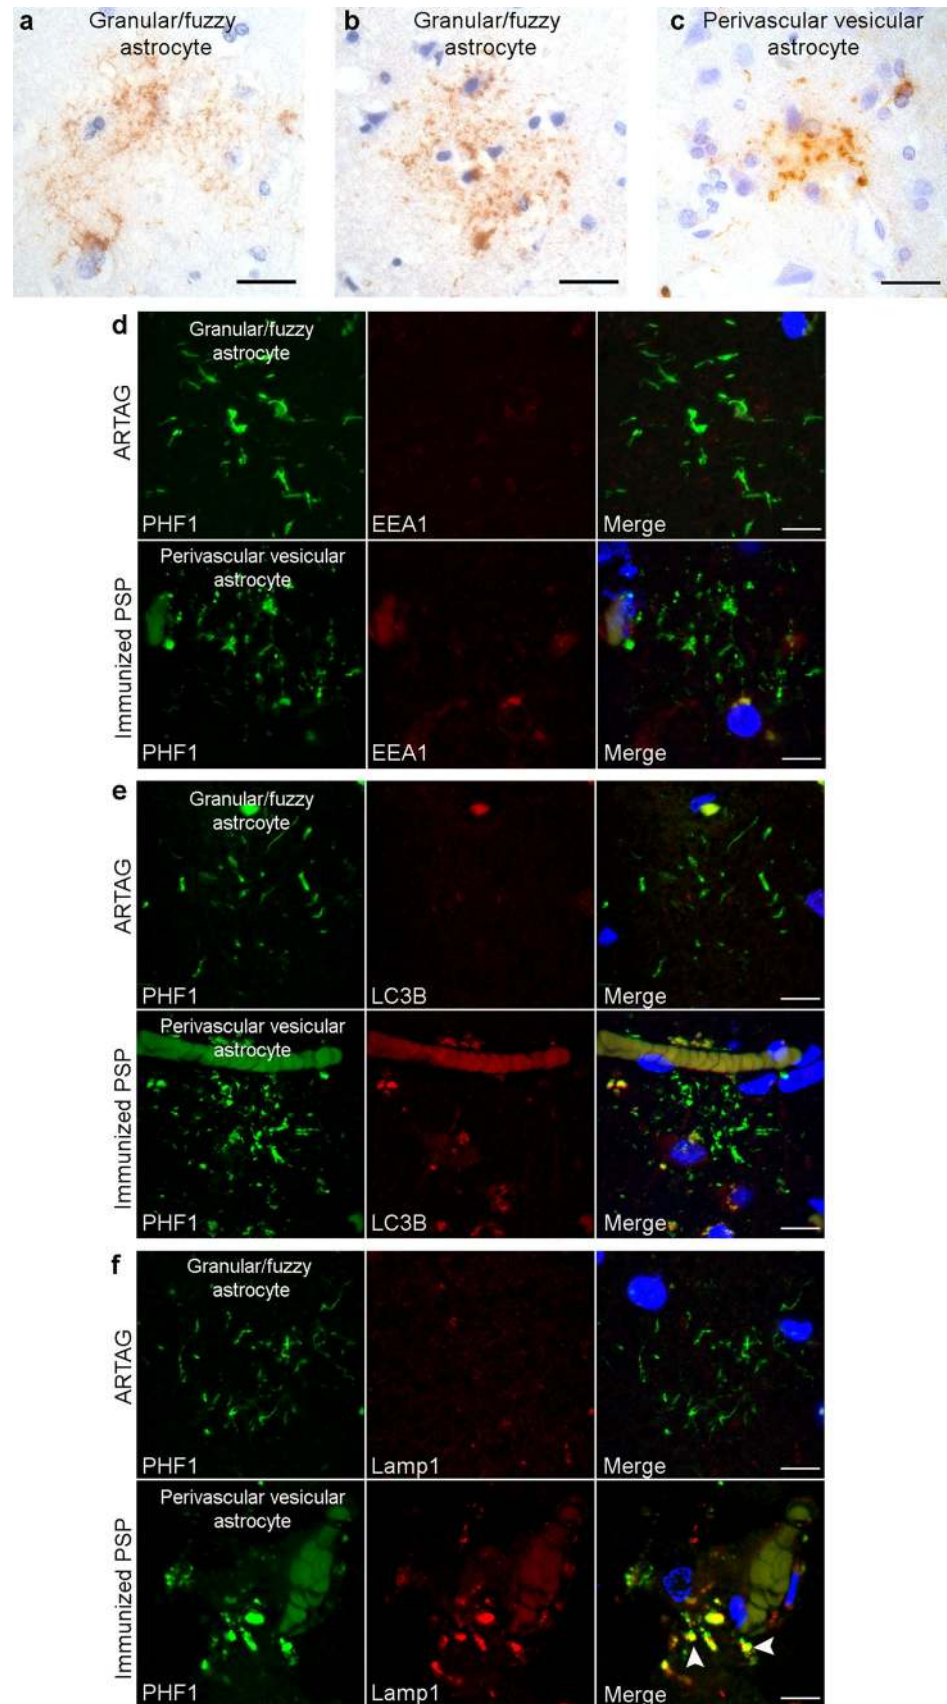 a
Granular/fuzzy
astrocyte
b
Granular/fuzzy
astrocyte
c
Perivascular vesicular
astrocyte
d
ARTAG
Granular/fuzzy
astrocyte
PHF1
EEA1
Merge
Immunized PSP
Perivascular vesicular
astrocyte
PHF1
EEA1
Merge
e
ARTAG
Granular/fuzzy
astrcoyte
PHF1
LC3B
Merge
Immunized PSP
Perivascular vesicular
astrocyte
PHF1
LC3B
Merge
f
ARTAG
Granular/fuzzy
astrocyte
PHF1
Lamp1
Merge
Immunized PSP
Perivascular vesicular
astrocyte
PHF1
Lamp1
Merge